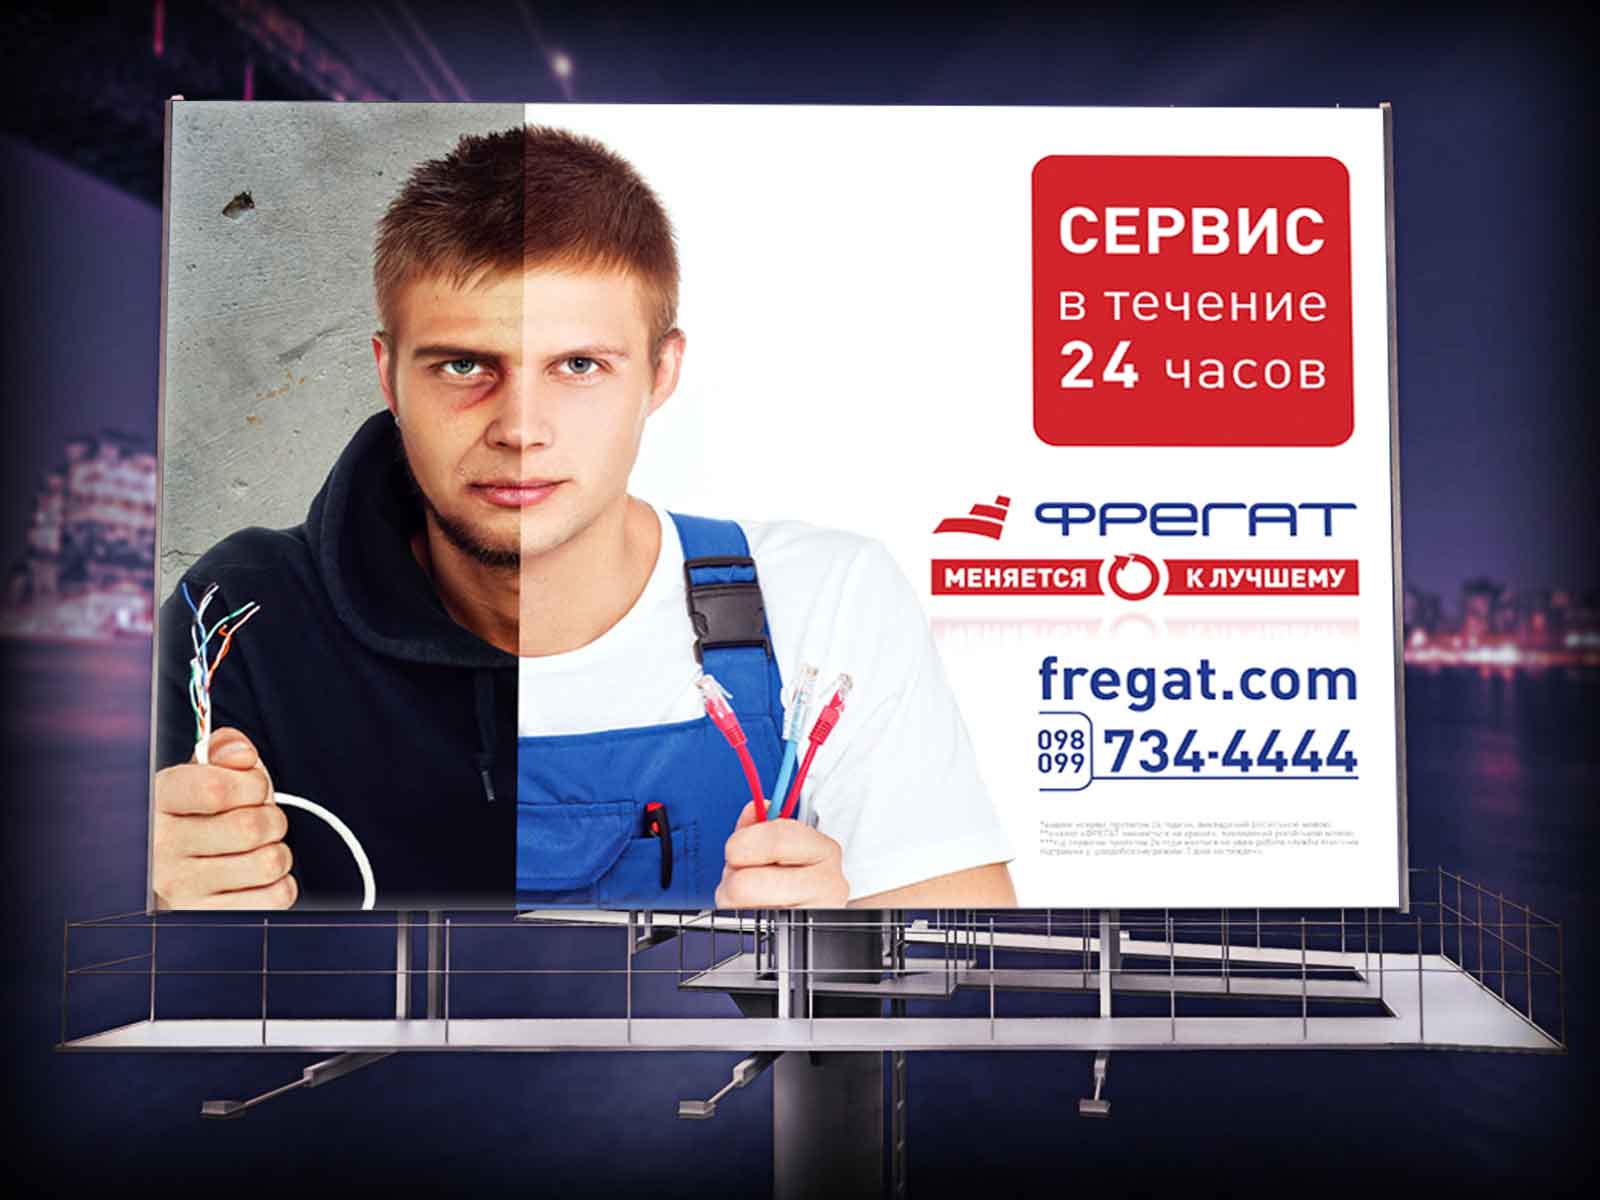 СЕРВИС
в течение
24 часов
ФРЕГАТ
МЕНЯЕТСЯ К ЛУЧШЕМУ
fregat.com
098
099
734-4444